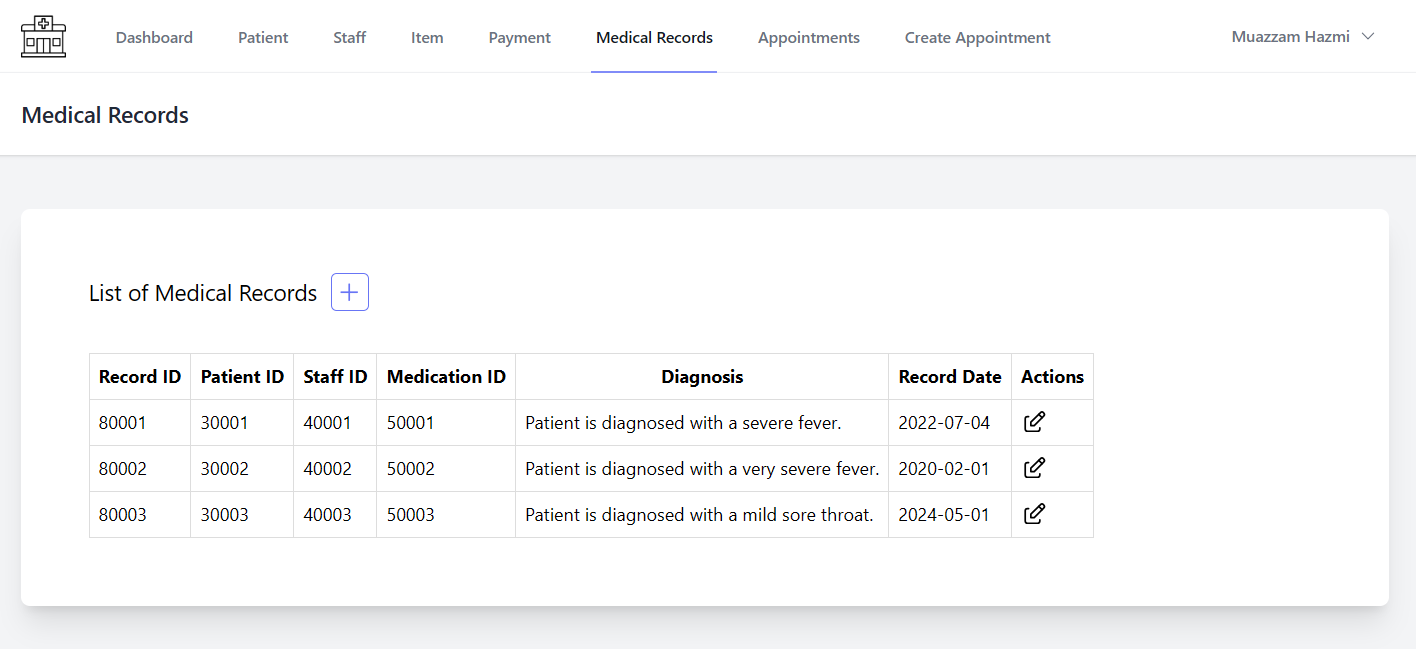 Dashboard Patient Staff Item Payment Medical Records Appointments Create Appointment Muazzam Hazmi
Medical Records
List of Medical Records
Record ID Patient ID Staff ID Medication ID Diagnosis Record Date Actions
80001 30001 40001 50001 Patient is diagnosed with a severe fever. 2022-07-04
80002 30002 40002 50002 Patient is diagnosed with a very severe fever. 2020-02-01
80003 30003 40003 50003 Patient is diagnosed with a mild sore throat. 2024-05-01